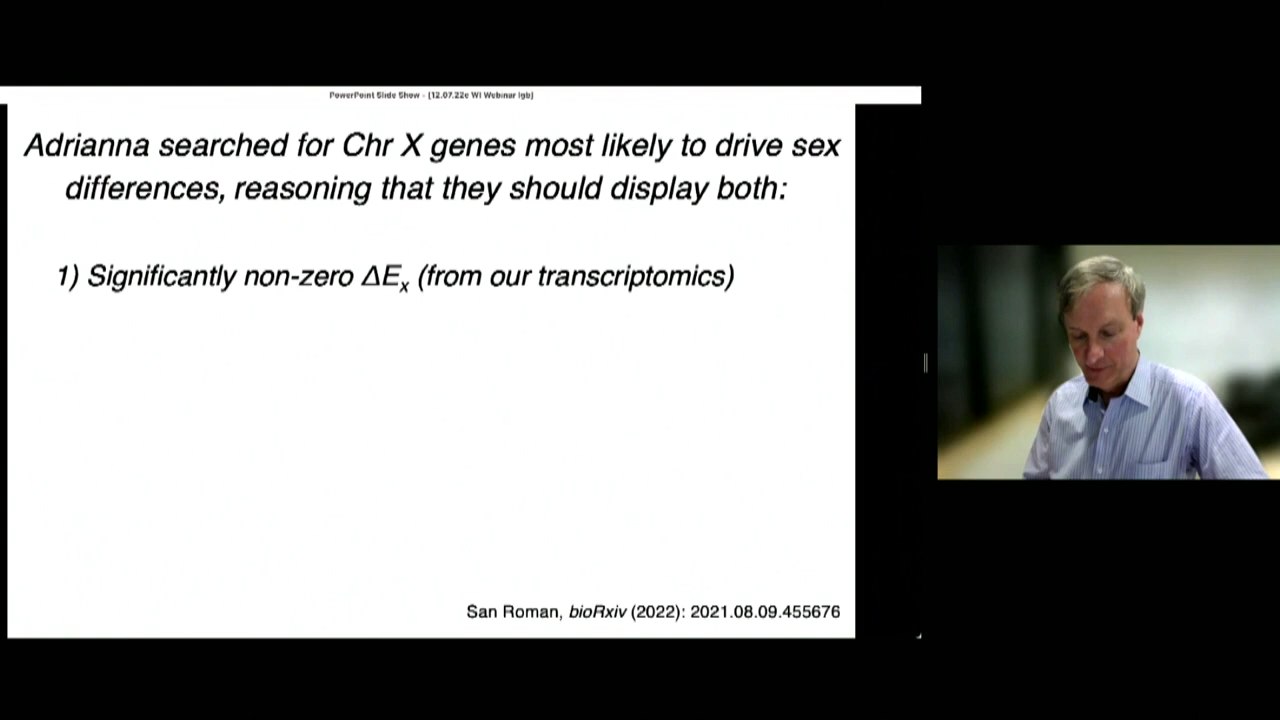 PowerPoint Slide Show - [12.07.22c WI Webinar lgb]
Adrianna searched for Chr X genes most likely to drive sex
differences, reasoning that they should display both:
1) Significantly non-zero ΔEx (from our transcriptomics)
San Roman, bioRxiv (2022): 2021.08.09.455676